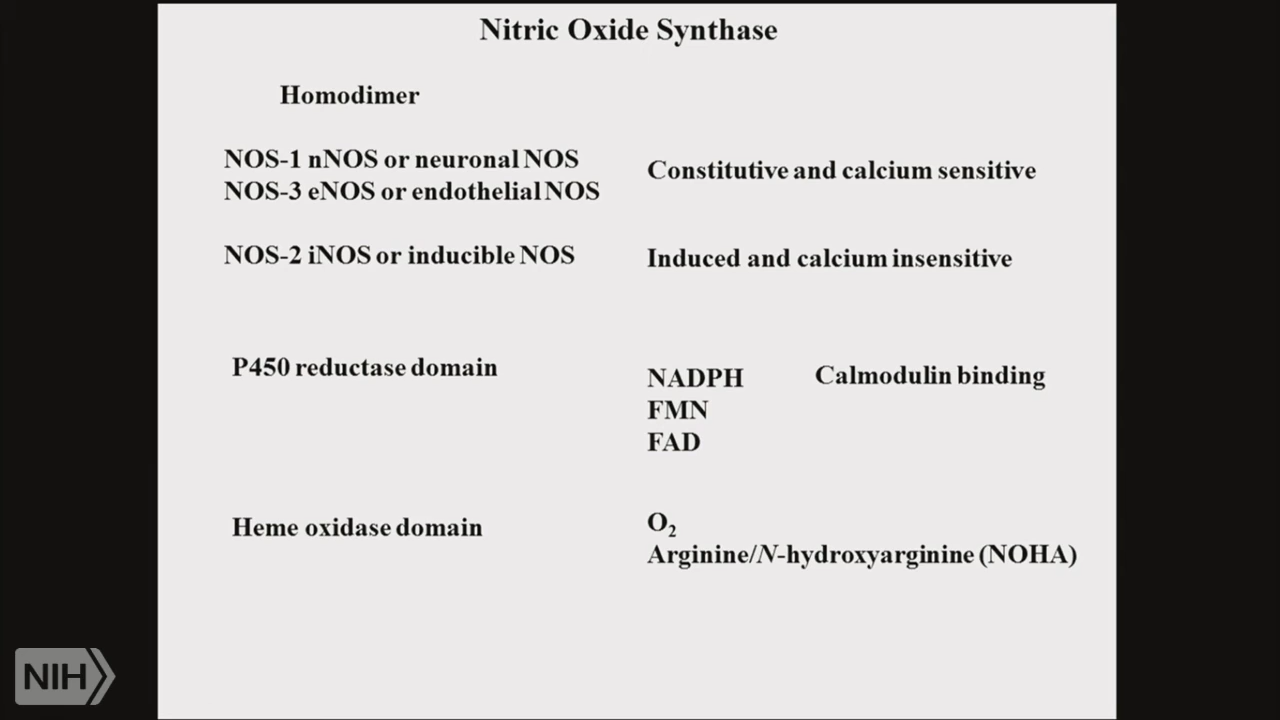 Nitric Oxide Synthase
Homodimer
NOS-1 nNOS or neuronal NOS
NOS-3 eNOS or endothelial NOS
Constitutive and calcium sensitive
NOS-2 iNOS or inducible NOS
Induced and calcium insensitive
P450 reductase domain
NADPH
FMN
FAD
Calmodulin binding
Heme oxidase domain
O₂
Arginine/N-hydroxyarginine (NOHA)
NIH